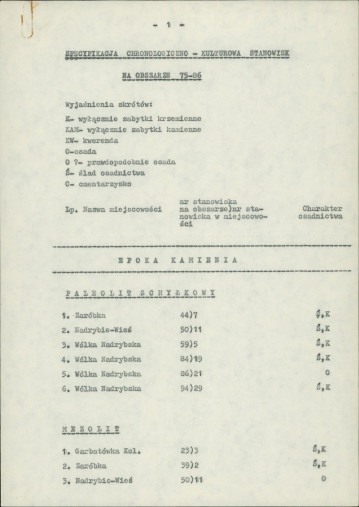 - 1 -
SPECYFIKACJA CHRONOLOGICZNO - KULTUROWA STANOWISK
NA OBSZARZE 75-86
Wyjaśnienia skrótów:
K- wyłącznie zabytki krzemienne
KAM- wyłącznie zabytki kamienne
KW- kwerenda
O-osada
O ?- prawdopodobnie osada
Ś- ślad osadnictwa
C- cmentarzysko
Lp. Nazwa miejscowości nr stanowiska na obszarze)nr stanowiska w miejscowości Charakter osadnictwa
EPOKA KAMIENIA
PALEOLIT SCHYŁKOWY
1. Zaróbka 44)7 Ś,K
2. Nadrybie-Wieś 50)11 Ś,K
3. Wólka Nadrybska 59)5 Ś,K
4. Wólka Nadrybska 84)19 Ś,K
5. Wólka Nadrybska 86)21 O
6. Wólka Nadrybska 94)29 Ś,K
MEZOLIT
1. Garbatówka Kol. 23)3 Ś,K
2. Zaróbka 39)2 Ś,K
3. Nadrybie-Wieś 50)11 O